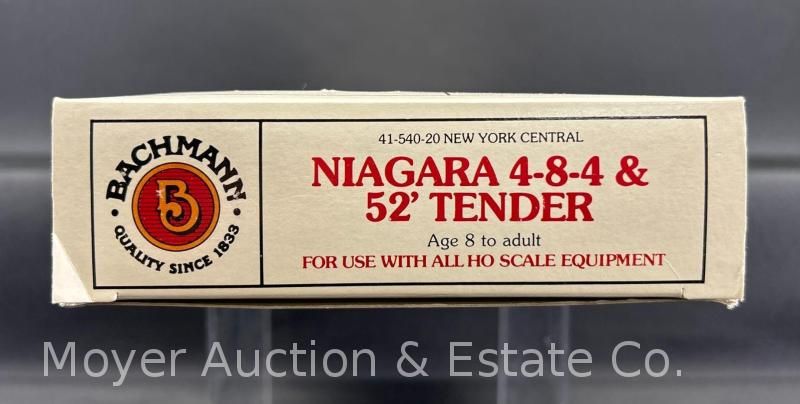 BACHMANN
B
QUALITY SINCE 1833
41-540-20 NEW YORK CENTRAL
NIAGARA 4-8-4 &
52' TENDER
Age 8 to adult
FOR USE WITH ALL HO SCALE EQUIPMENT
Moyer Auction & Estate Co.